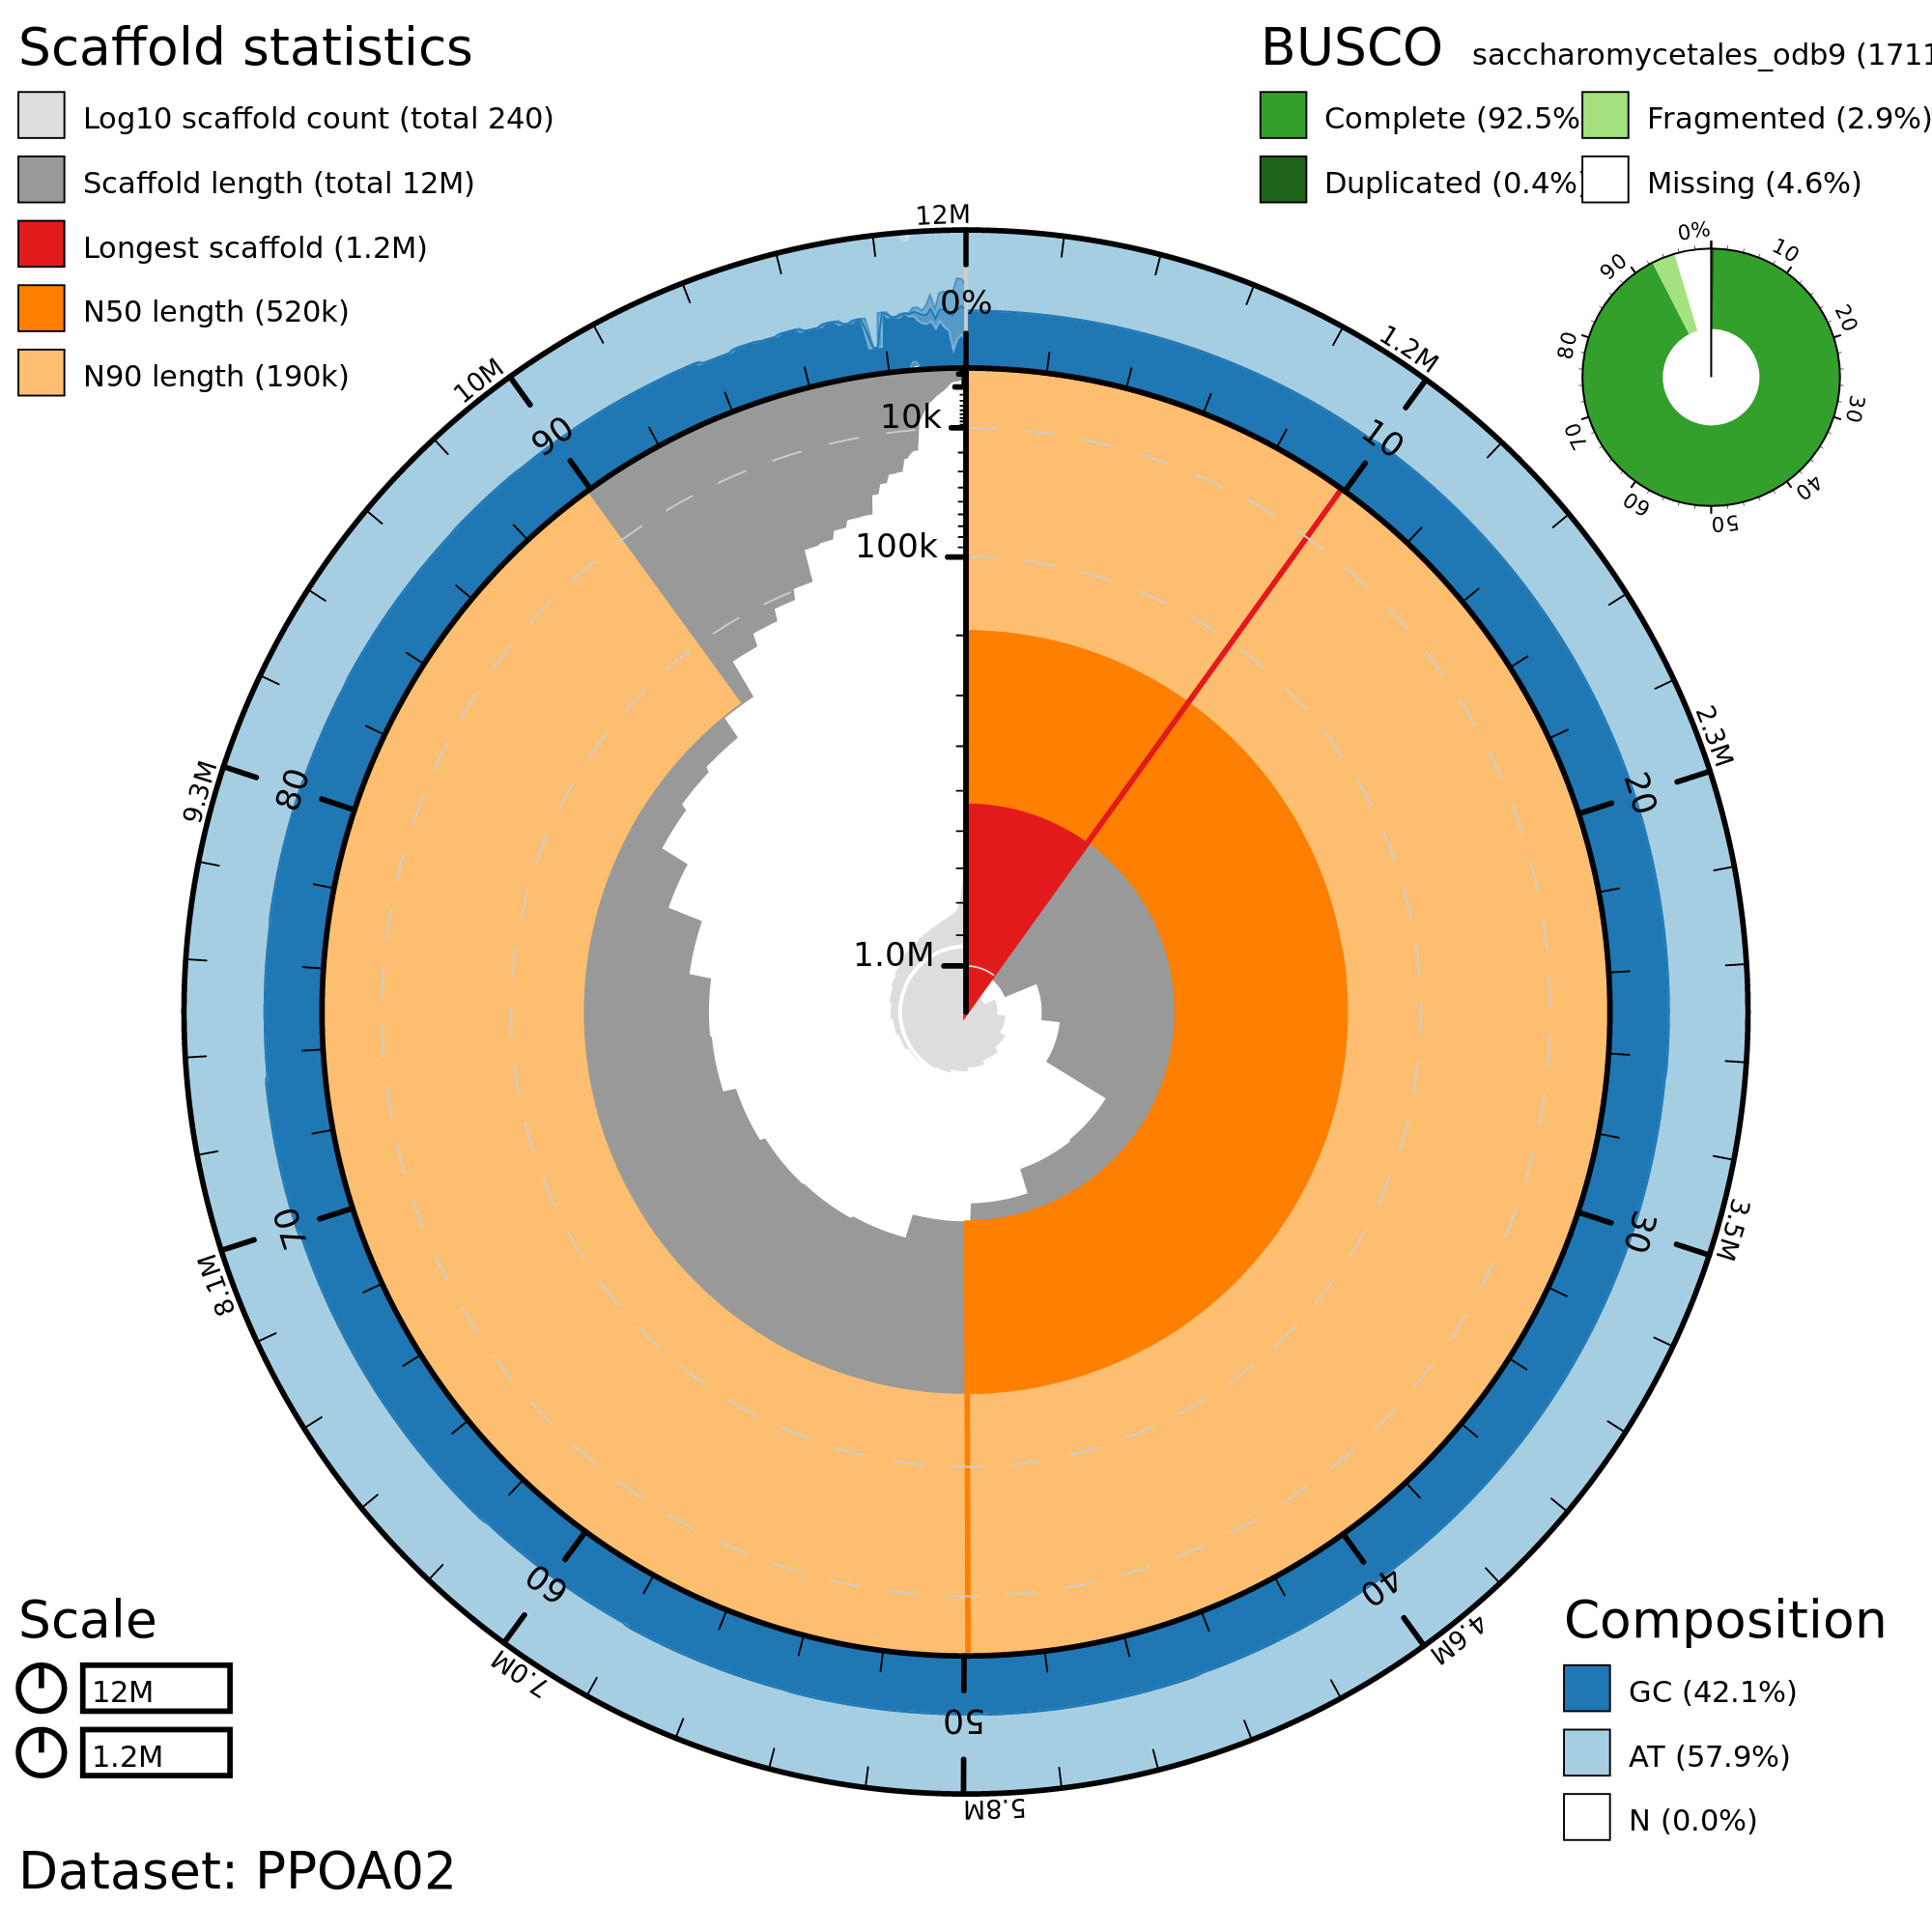 Scaffold statistics
Log10 scaffold count (total 240)
Scaffold length (total 12M)
Longest scaffold (1.2M)
N50 length (520k)
N90 length (190k)
BUSCO saccharomycetales_odb9 (1711
Complete (92.5%
Fragmented (2.9%)
Duplicated (0.4%)
Missing (4.6%)
0%
10
20
30
40
50
60
70
80
90
12M
1.2M
2.3M
3.5M
4.6M
5.8M
7.0M
8.1M
9.3M
10M
0%
10
20
30
40
50
60
70
80
90
10k
100k
1.0M
Scale
12M
1.2M
Composition
GC (42.1%)
AT (57.9%)
N (0.0%)
Dataset: PPOA02